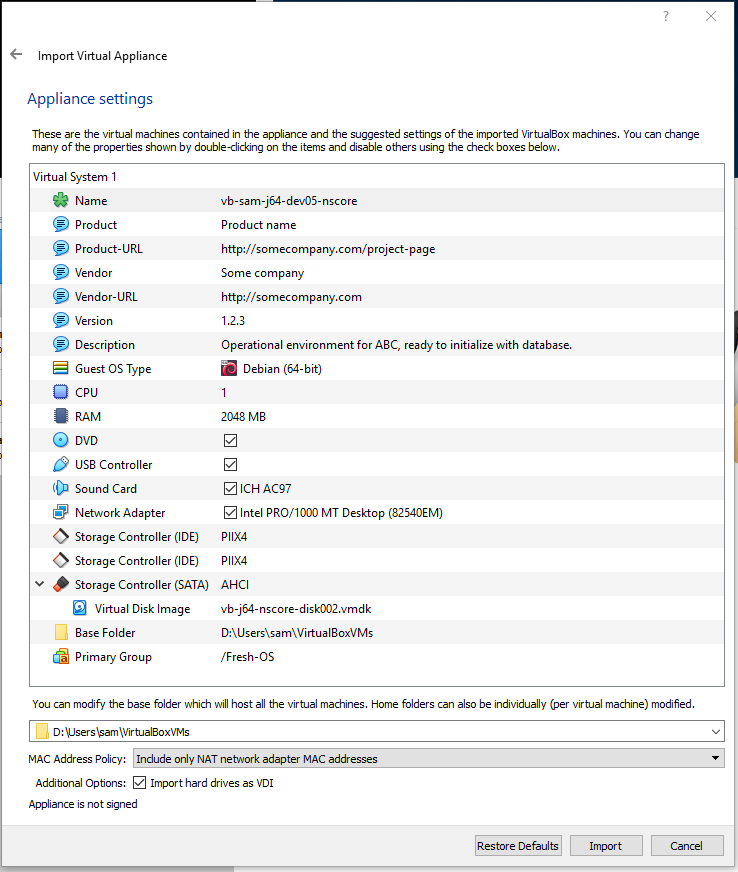 Import Virtual Appliance
Appliance settings
These are the virtual machines contained in the appliance and the suggested settings of the imported VirtualBox machines. You can change
many of the properties shown by double-clicking on the items and disable others using the check boxes below.
Virtual System 1
Name vb-sam-j64-dev05-nscore
Product Product name
Product-URL http://somecompany.com/project-page
Vendor Some company
Vendor-URL http://somecompany.com
Version 1.2.3
Description Operational environment for ABC, ready to initialize with database.
Guest OS Type Debian (64-bit)
CPU 1
RAM 2048 MB
DVD
USB Controller
Sound Card ICH AC97
Network Adapter Intel PRO/1000 MT Desktop (82540EM)
Storage Controller (IDE) PIIX4
Storage Controller (IDE) PIIX4
Storage Controller (SATA) AHCI
Virtual Disk Image vb-j64-nscore-disk002.vmdk
Base Folder D:\Users\sam\VirtualBoxVMs
Primary Group /Fresh-OS
You can modify the base folder which will host all the virtual machines. Home folders can also be individually (per virtual machine) modified.
D:\Users\sam\VirtualBoxVMs
MAC Address Policy: Include only NAT network adapter MAC addresses
Additional Options: Import hard drives as VDI
Appliance is not signed
Restore Defaults Import Cancel